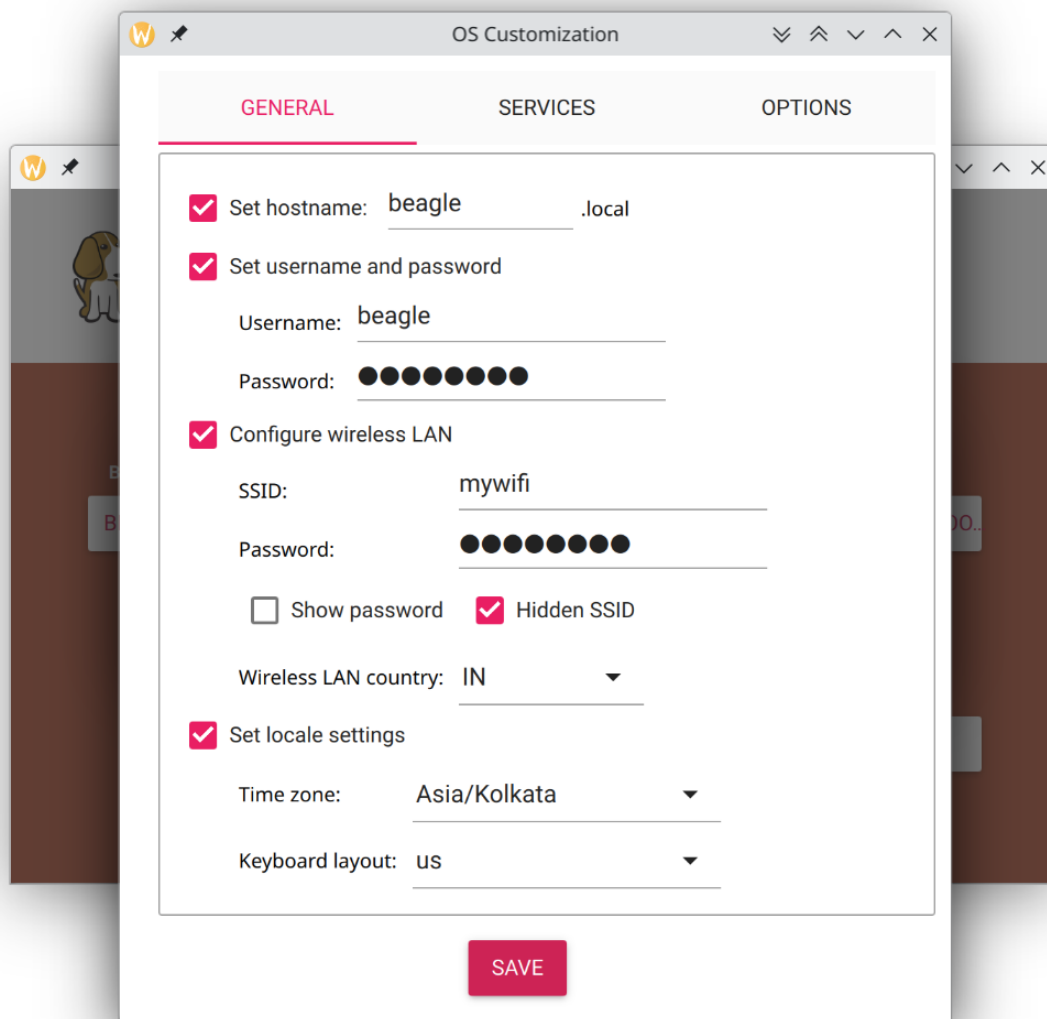 OS Customization
GENERAL SERVICES OPTIONS
Set hostname: beagle .local
Set username and password
Username: beagle
Password: ●●●●●●●●
Configure wireless LAN
SSID: mywifi
Password: ●●●●●●●●
Show password Hidden SSID
Wireless LAN country: IN
Set locale settings
Time zone: Asia/Kolkata
Keyboard layout: us
SAVE